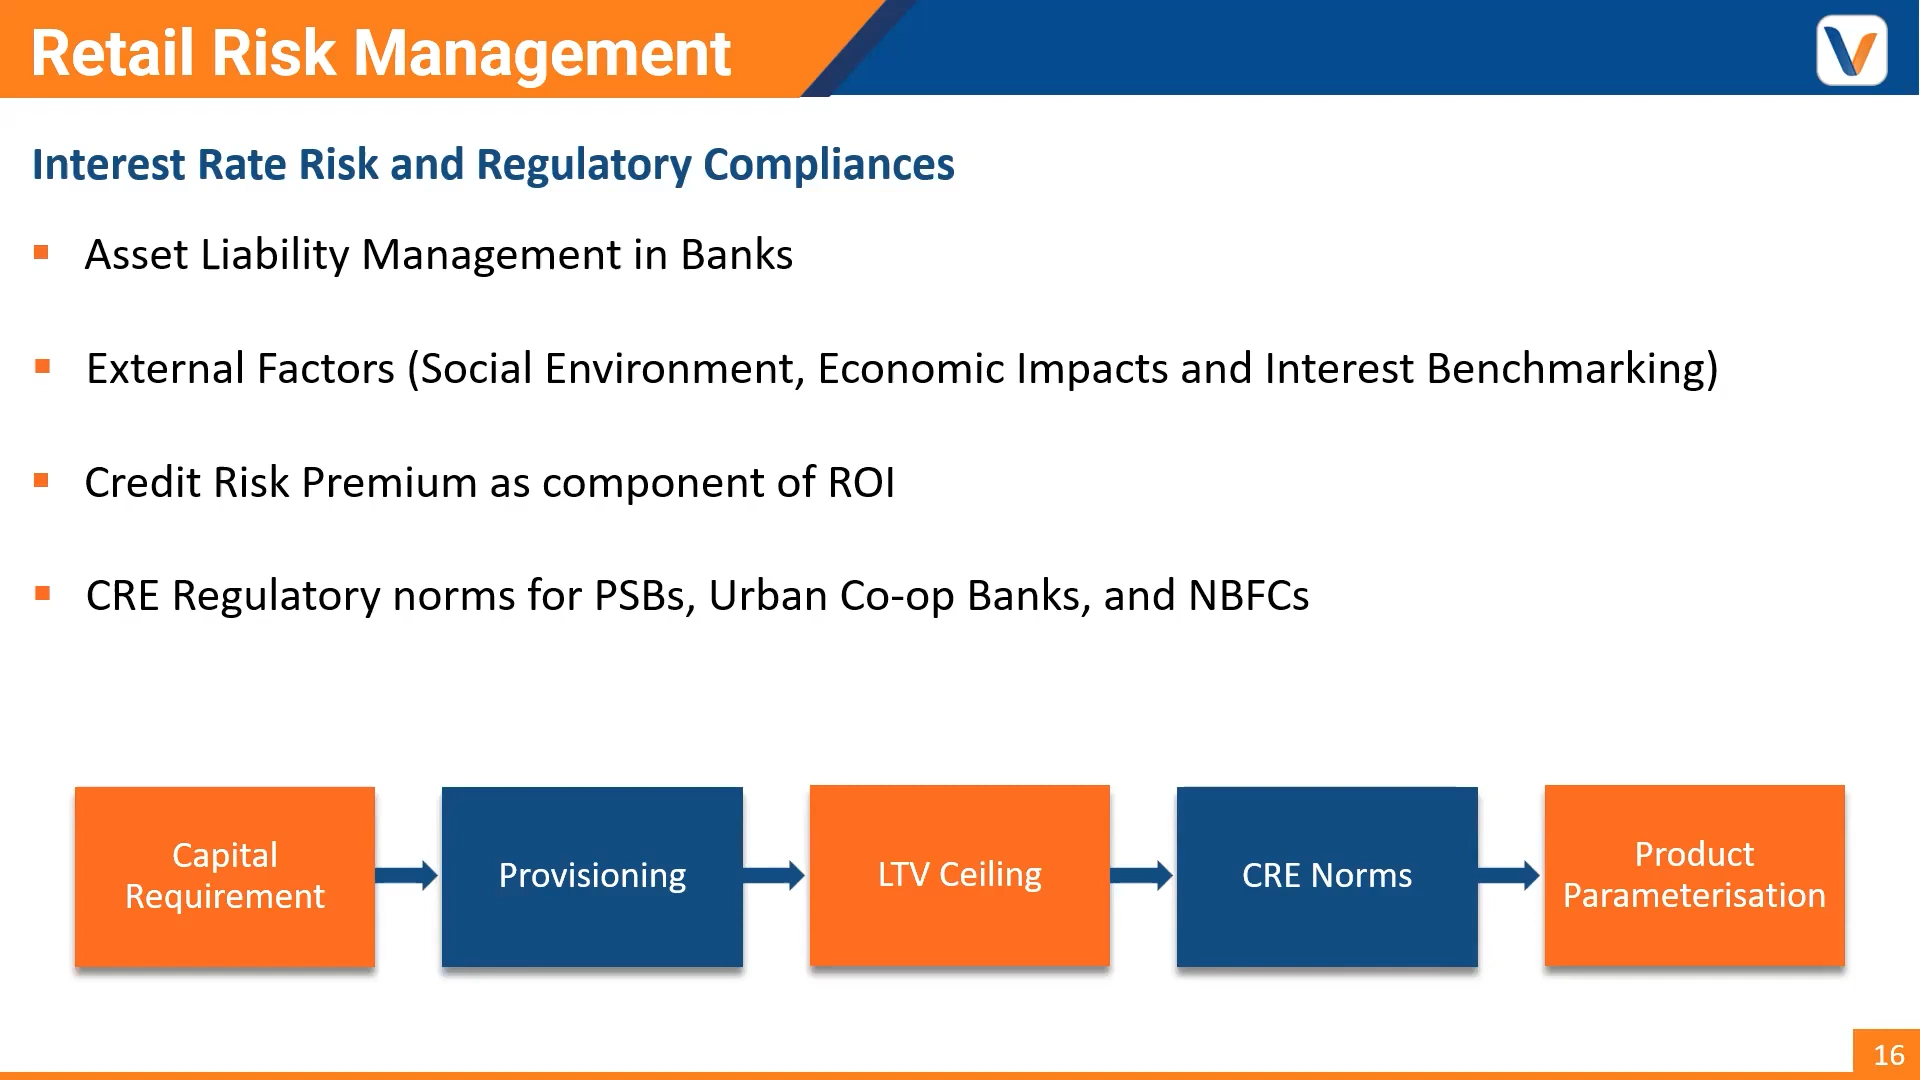 Retail Risk Management
Interest Rate Risk and Regulatory Compliances
Asset Liability Management in Banks
External Factors (Social Environment, Economic Impacts and Interest Benchmarking)
Credit Risk Premium as component of ROI
CRE Regulatory norms for PSBs, Urban Co-op Banks, and NBFCs
Capital
Requirement
Provisioning
LTV Ceiling
CRE Norms
Product
Parameterisation
16